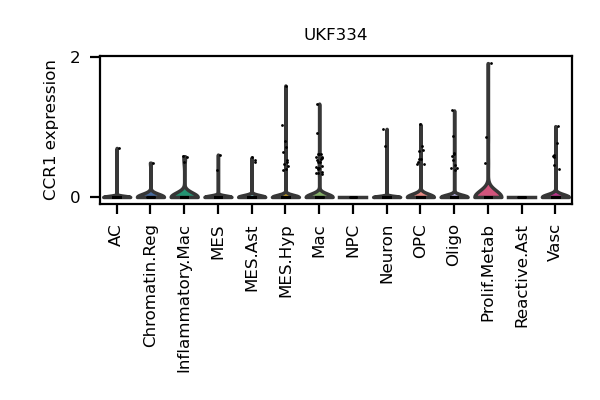 UKF334
CCR1 expression
2
0
AC
Chromatin.Reg
Inflammatory.Mac
MES
MES.Ast
MES.Hyp
Mac
NPC
Neuron
OPC
Oligo
Prolif.Metab
Reactive.Ast
Vasc